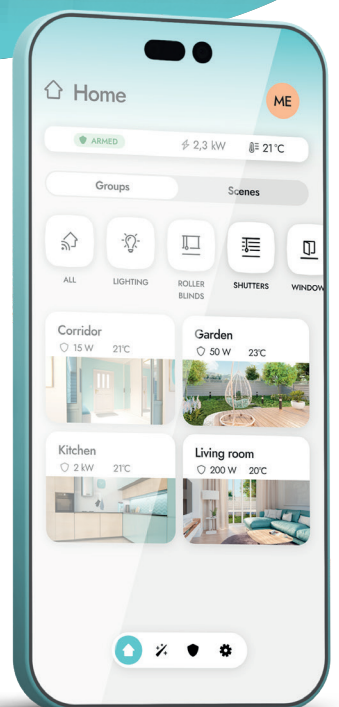 Home
ME
ARMED 2,3 kW 21°C
Groups Scenes
ALL LIGHTING ROLLER BLINDS SHUTTERS WINDOW
Corridor
15 W 21°C
Garden
50 W 23°C
Kitchen
2 kW 21°C
Living room
200 W 20°C